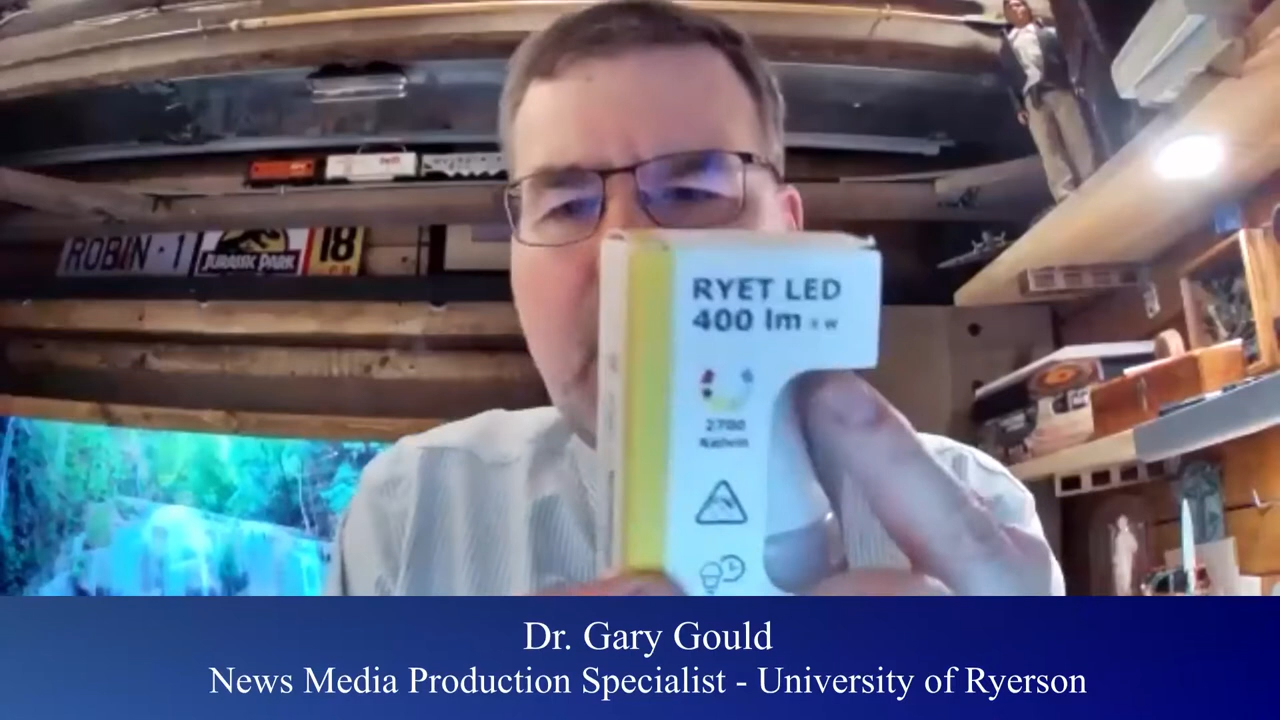 ROBIN · 1
JURASSIC PARK
18
RYET LED
400 lm
2700
Kelvin
Dr. Gary Gould
News Media Production Specialist - University of Ryerson